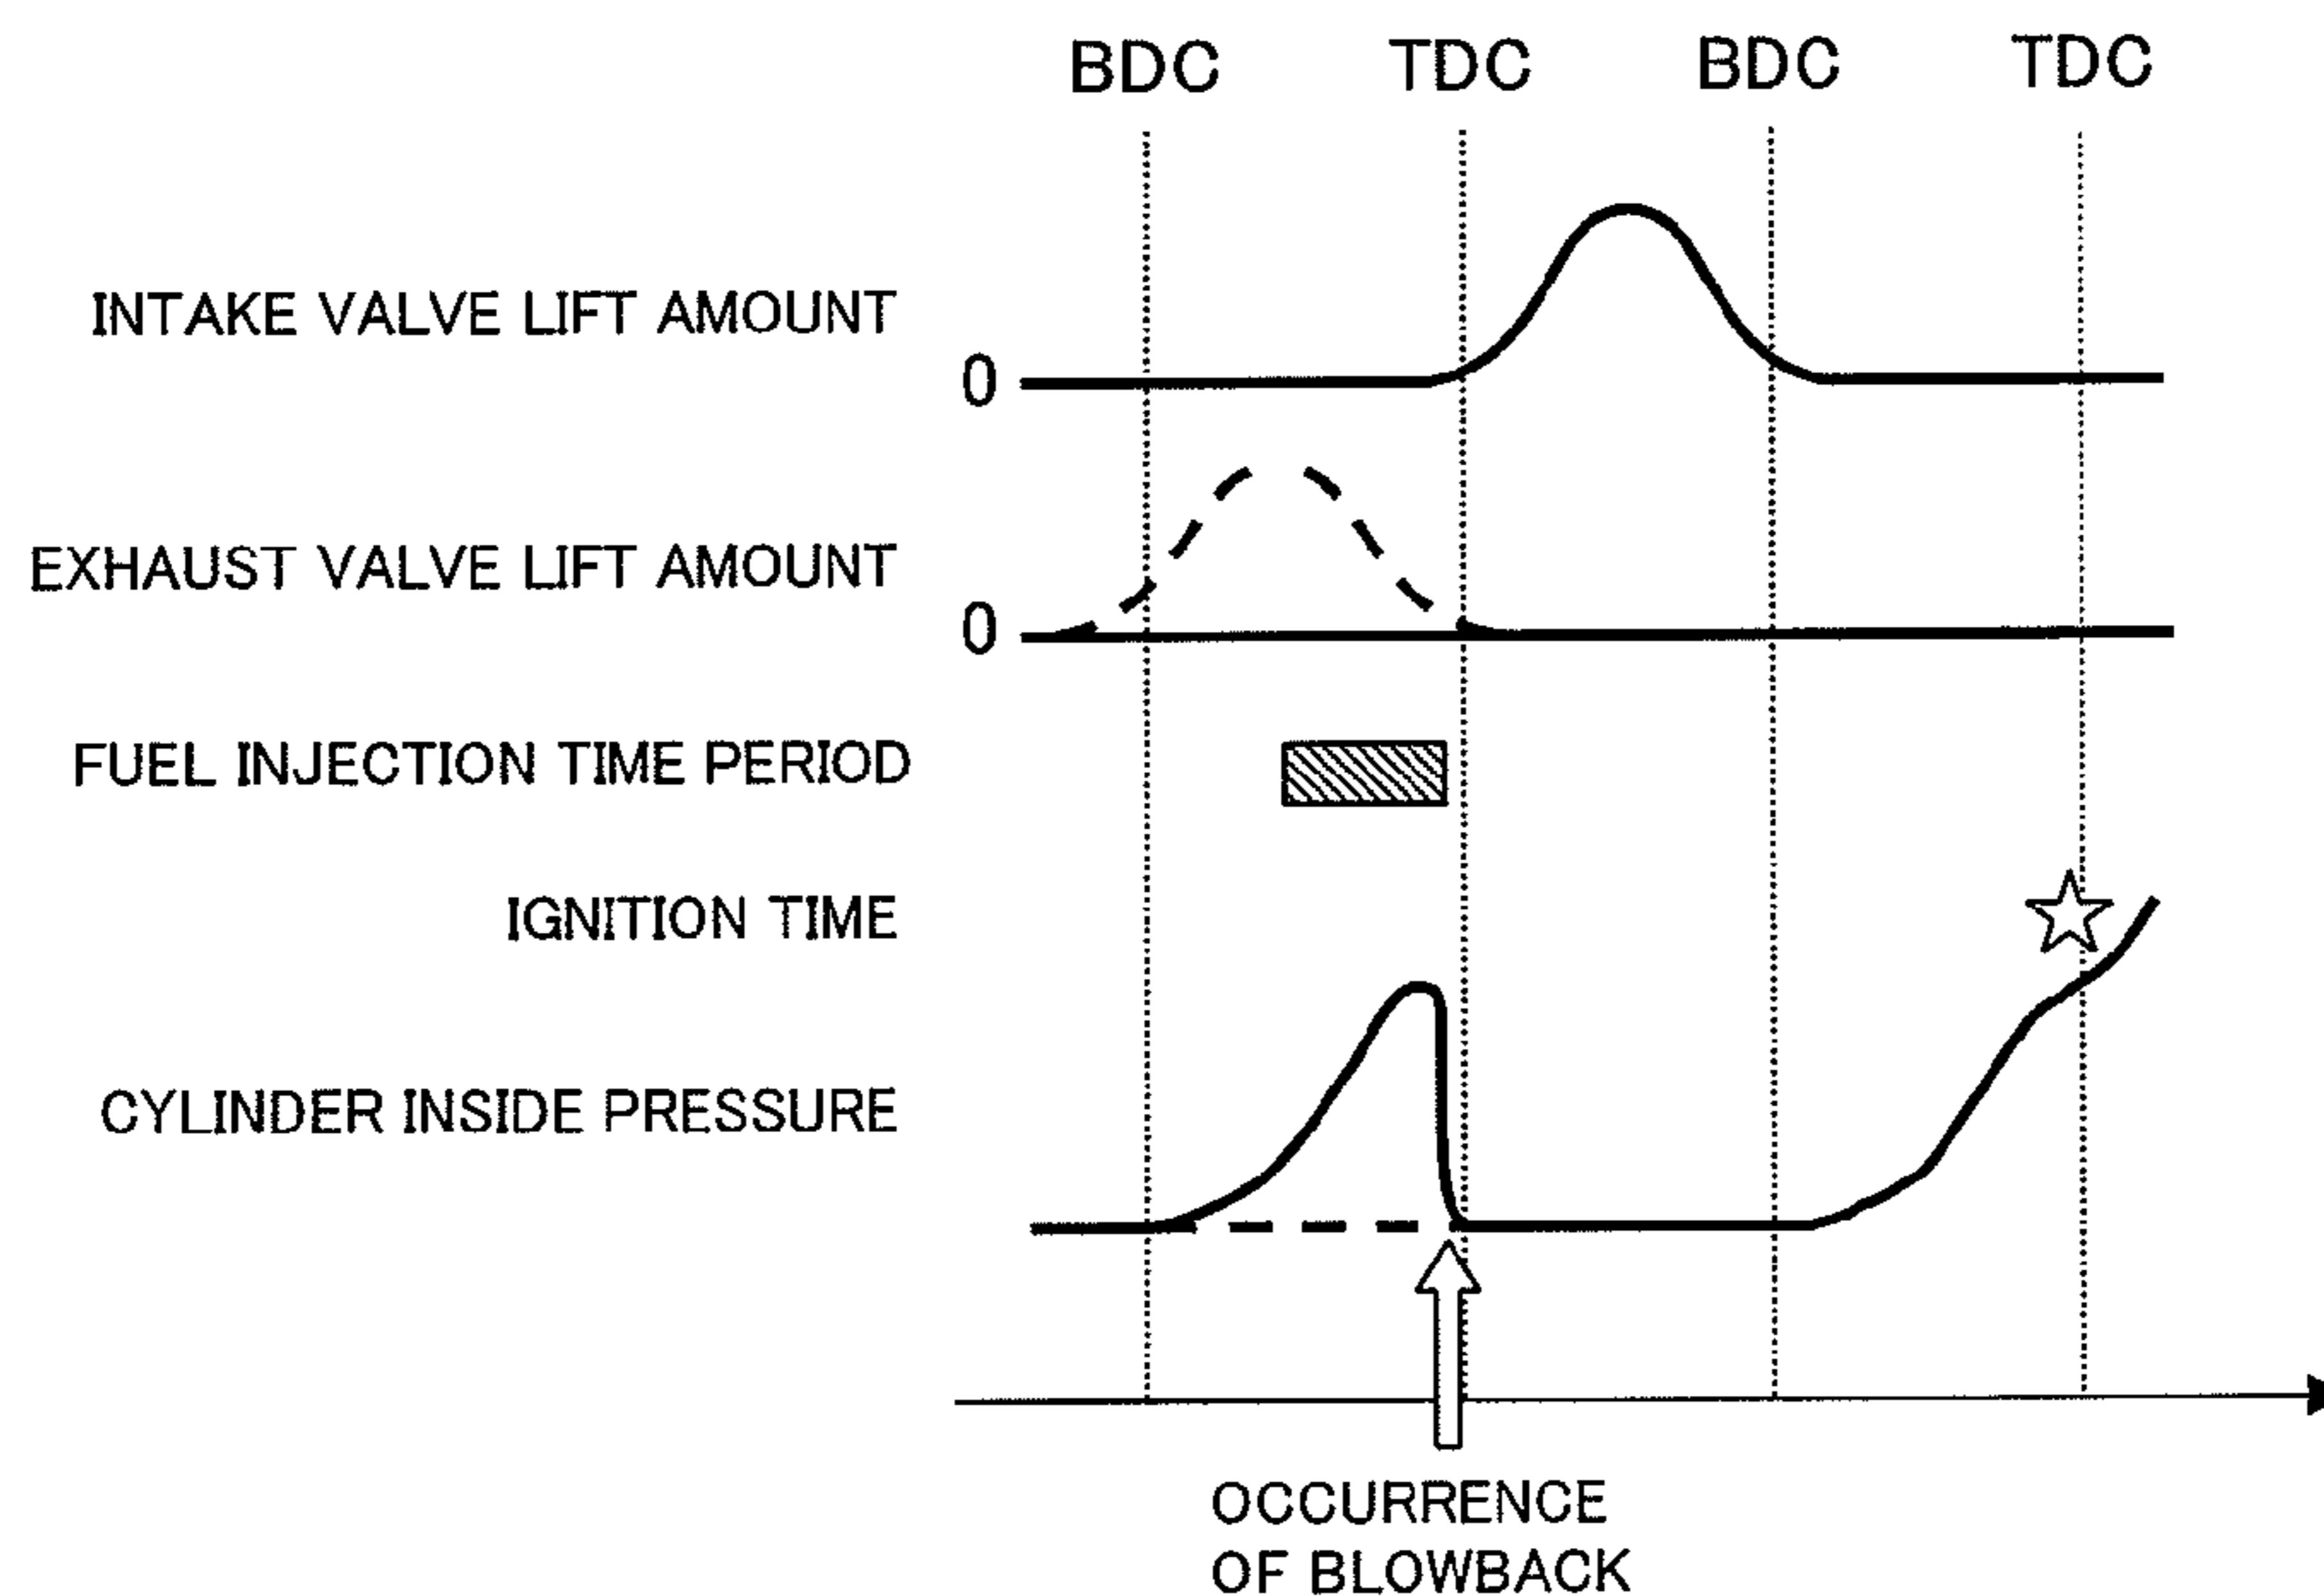 BDC TDC BDC TDC
INTAKE VALVE LIFT AMOUNT
0
EXHAUST VALVE LIFT AMOUNT
0
FUEL INJECTION TIME PERIOD
IGNITION TIME
CYLINDER INSIDE PRESSURE
OCCURRENCE
OF BLOWBACK